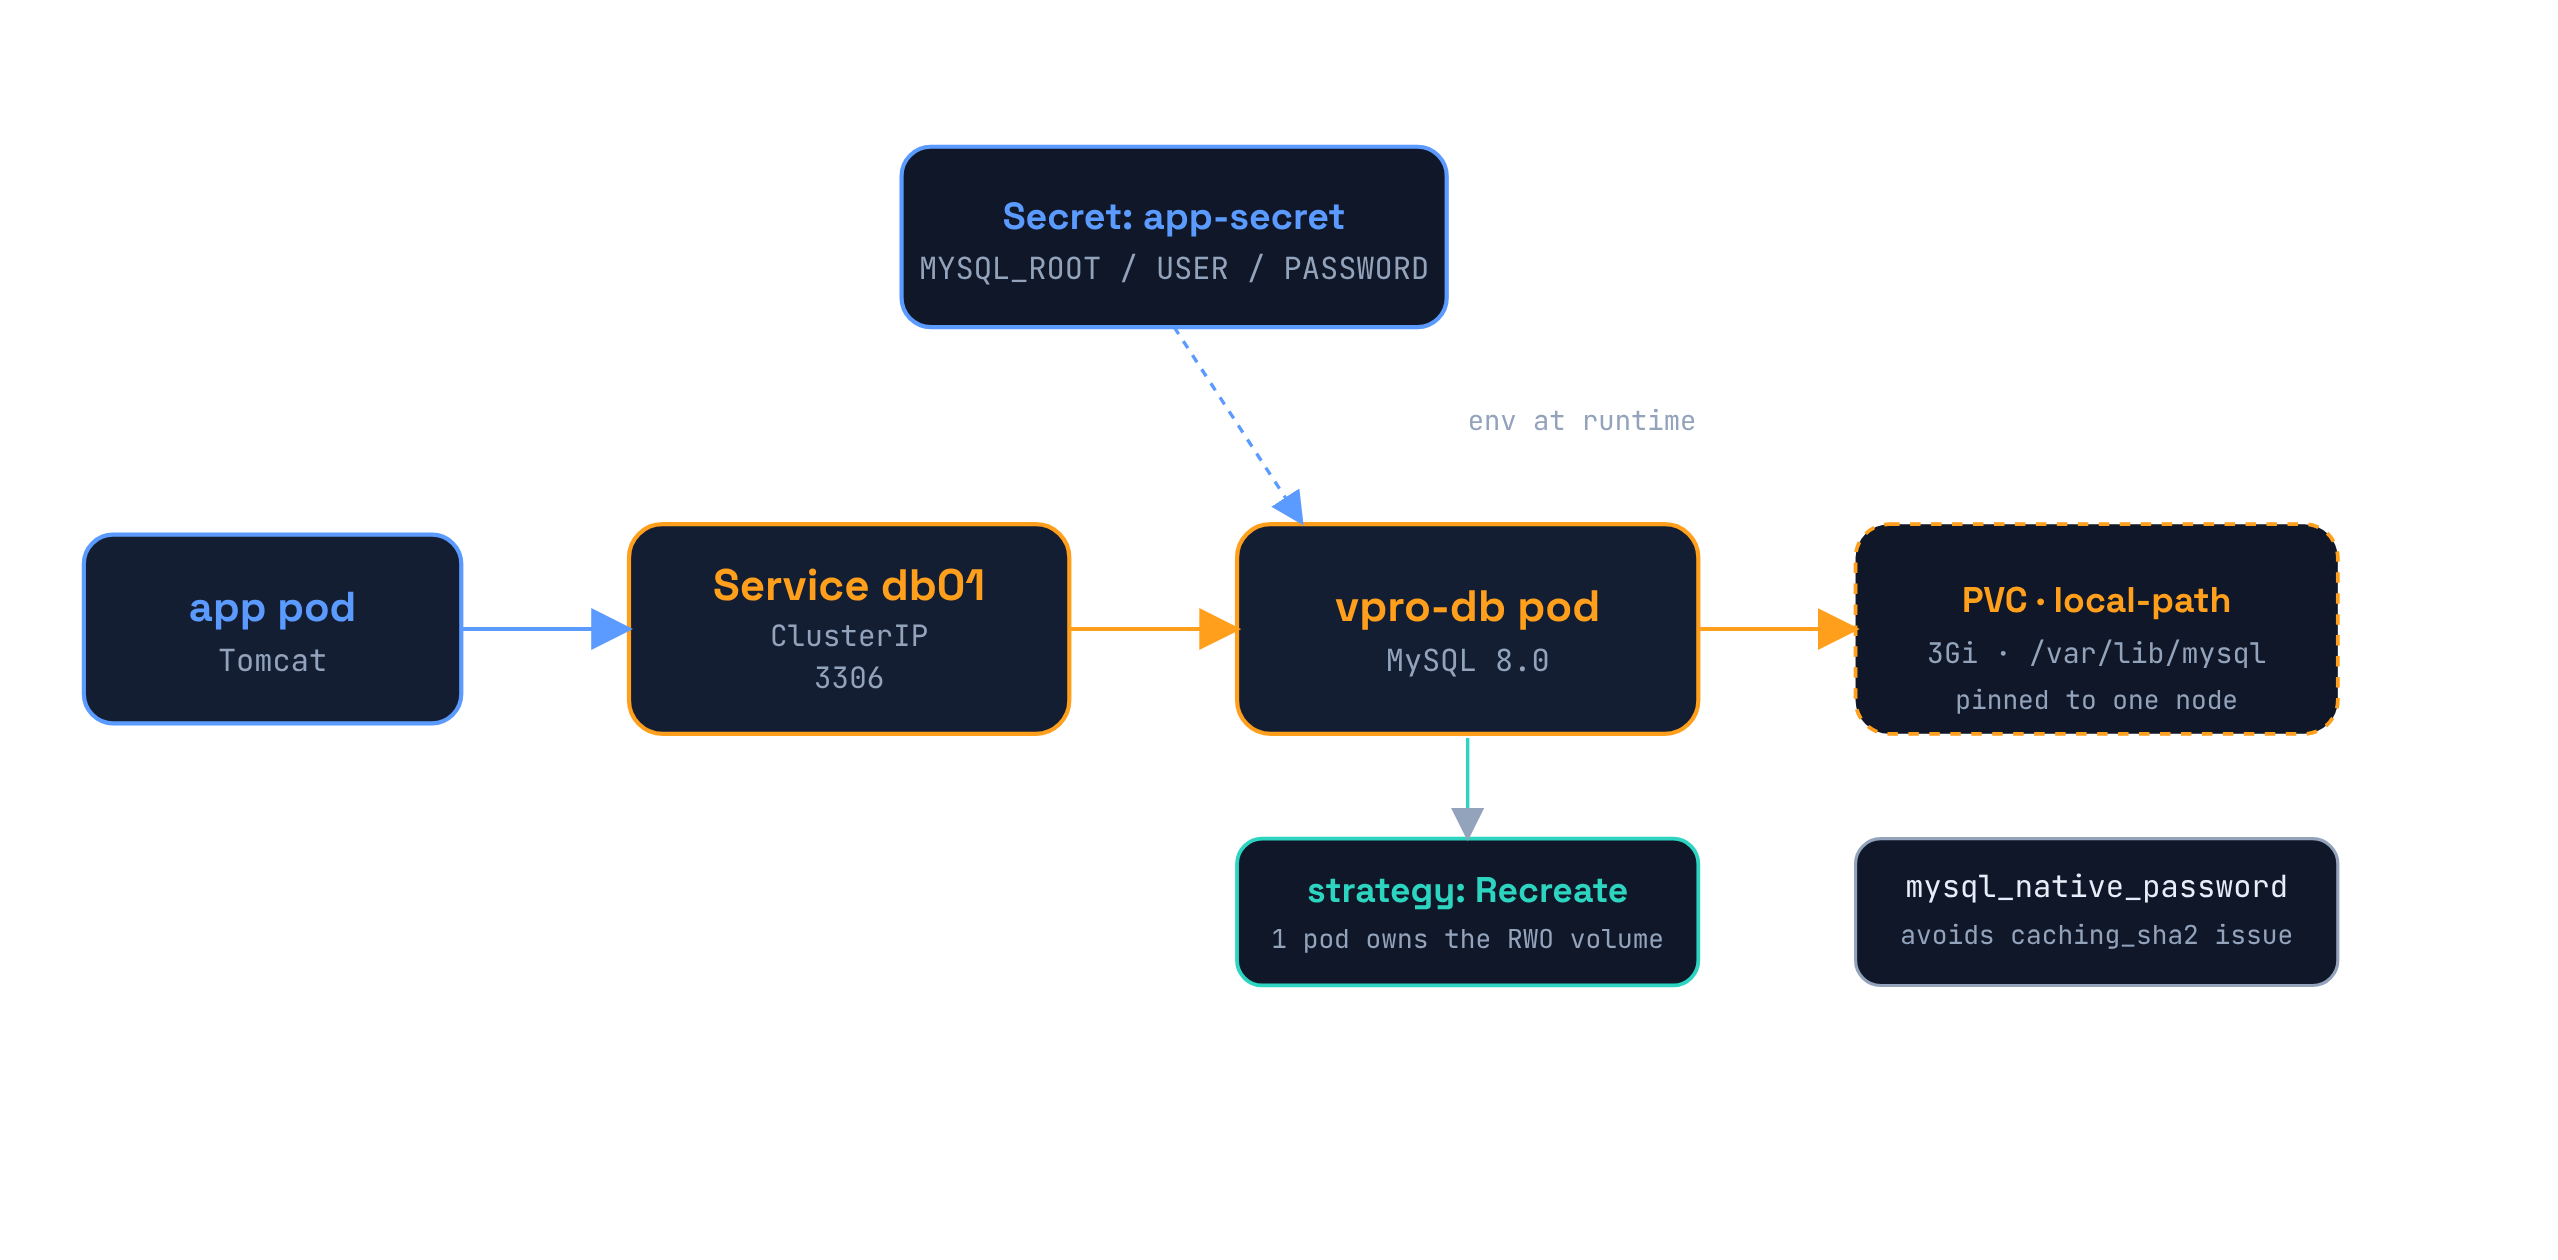 Secret: app-secret
MYSQL_ROOT / USER / PASSWORD
env at runtime
app pod
Tomcat
Service db01
ClusterIP
3306
vpro-db pod
MySQL 8.0
PVC · local-path
3Gi · /var/lib/mysql
pinned to one node
strategy: Recreate
1 pod owns the RWO volume
mysql_native_password
avoids caching_sha2 issue